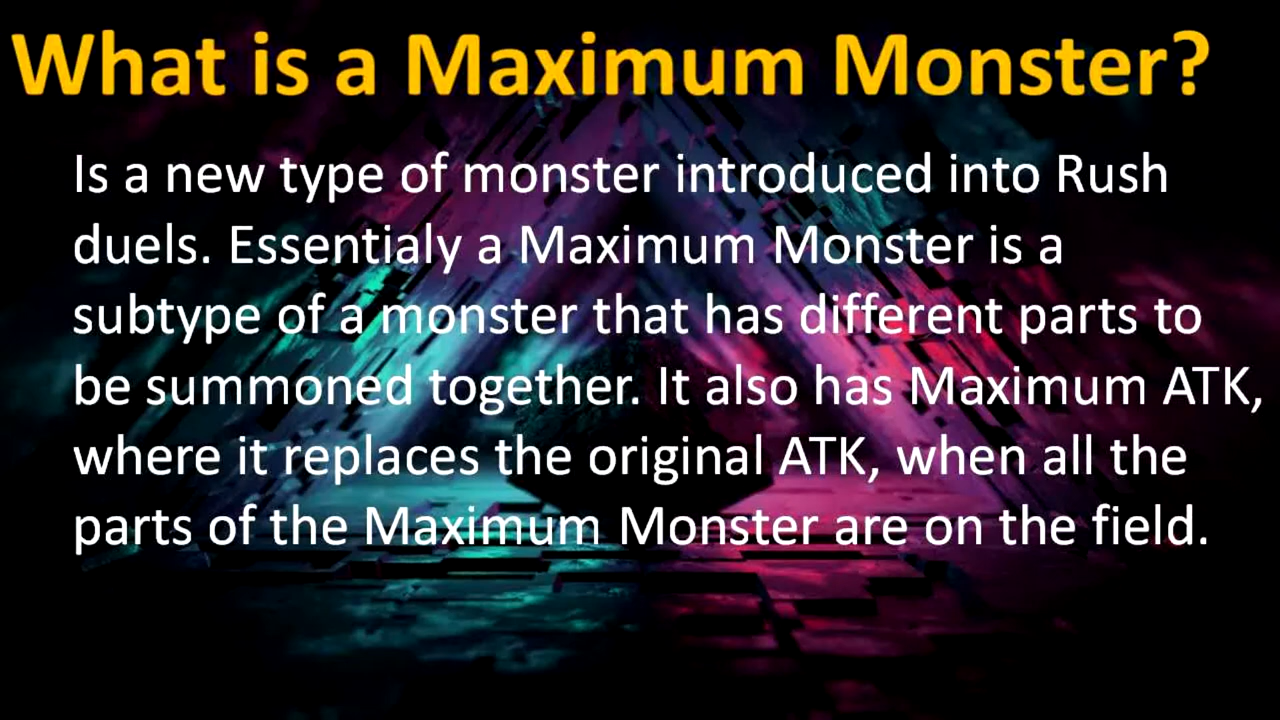 What is a Maximum Monster?
Is a new type of monster introduced into Rush
duels. Essentialy a Maximum Monster is a
subtype of a monster that has different parts to
be summoned together. It also has Maximum ATK,
where it replaces the original ATK, when all the
parts of the Maximum Monster are on the field.